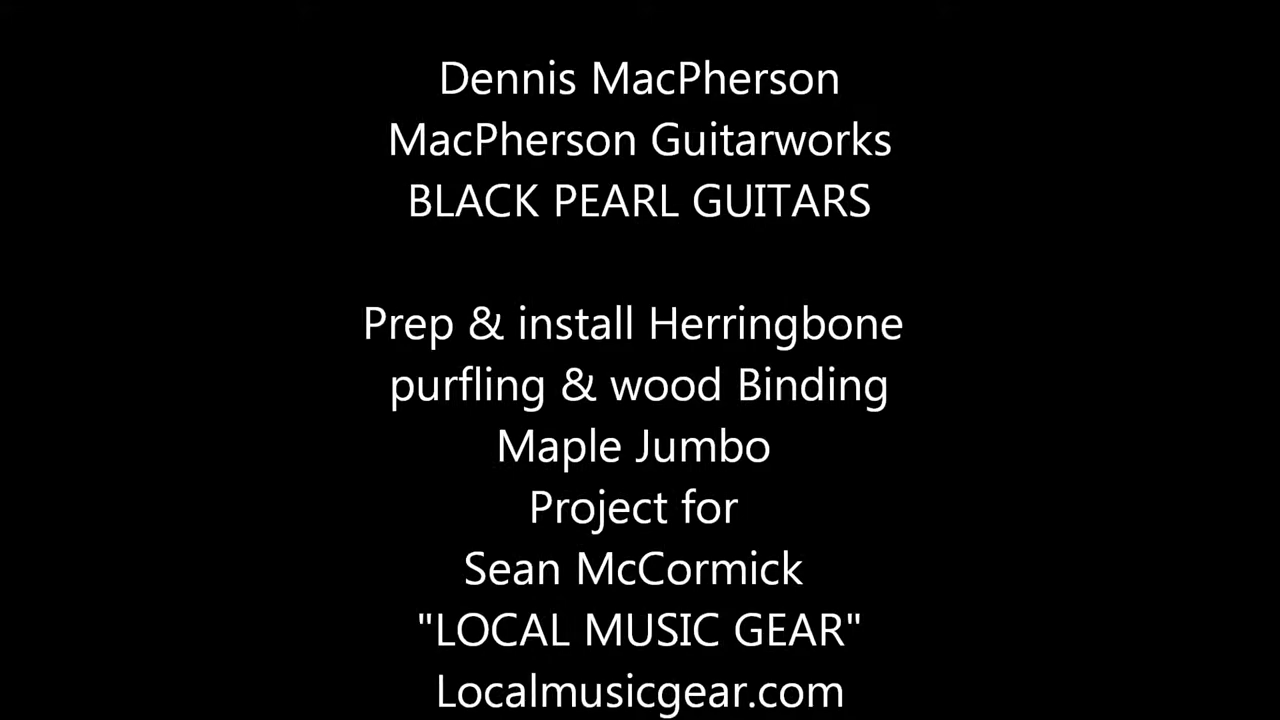 Dennis MacPherson
MacPherson Guitarworks
BLACK PEARL GUITARS
Prep & install Herringbone
purfling & wood Binding
Maple Jumbo
Project for
Sean McCormick
"LOCAL MUSIC GEAR"
Localmusicgear.com